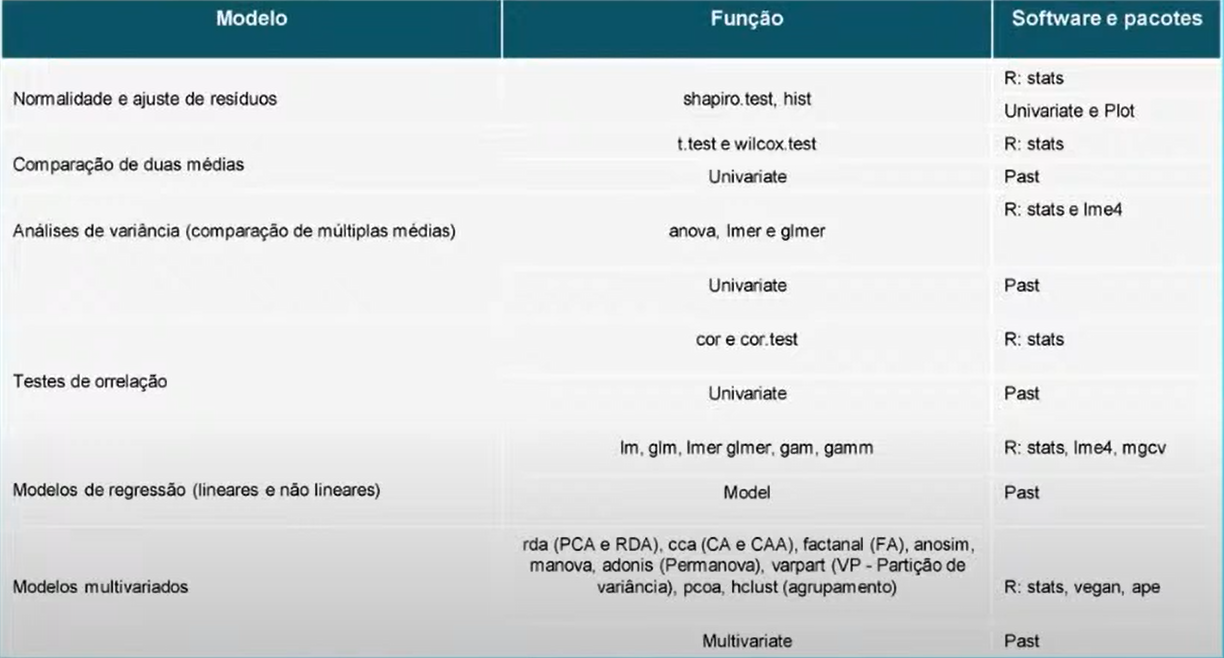 Modelo Função Software e pacotes
Normalidade e ajuste de resíduos shapiro.test, hist R: stats
Univariate e Plot
Comparação de duas médias t.test e wilcox.test R: stats
Univariate Past
Análises de variância (comparação de múltiplas médias) anova, lmer e glmer R: stats e lme4
Univariate Past
cor e cor.test R: stats
Testes de orrelação
Univariate Past
lm, glm, lmer glmer, gam, gamm R: stats, lme4, mgcv
Modelos de regressão (lineares e não lineares) Model Past
rda (PCA e RDA), cca (CA e CAA), factanal (FA), anosim,
manova, adonis (Permanova), varpart (VP - Partição de
variância), pcoa, hclust (agrupamento)
Modelos multivariados R: stats, vegan, ape
Multivariate Past